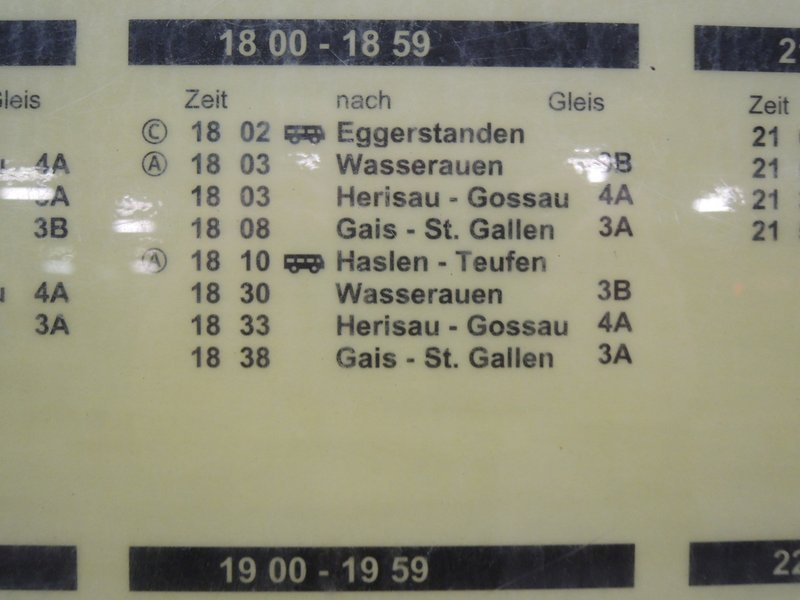 18 00 - 18 59
Zeit nach Gleis
Ⓒ 18 02 Eggerstanden
Ⓐ 18 03 Wasserauen 3B
18 03 Herisau - Gossau 4A
18 08 Gais - St. Gallen 3A
Ⓐ 18 10 Haslen - Teufen
18 30 Wasserauen 3B
18 33 Herisau - Gossau 4A
18 38 Gais - St. Gallen 3A
19 00 - 19 59
4A
3A
3B
4A
3A
Zeit
21
21
21
21
22